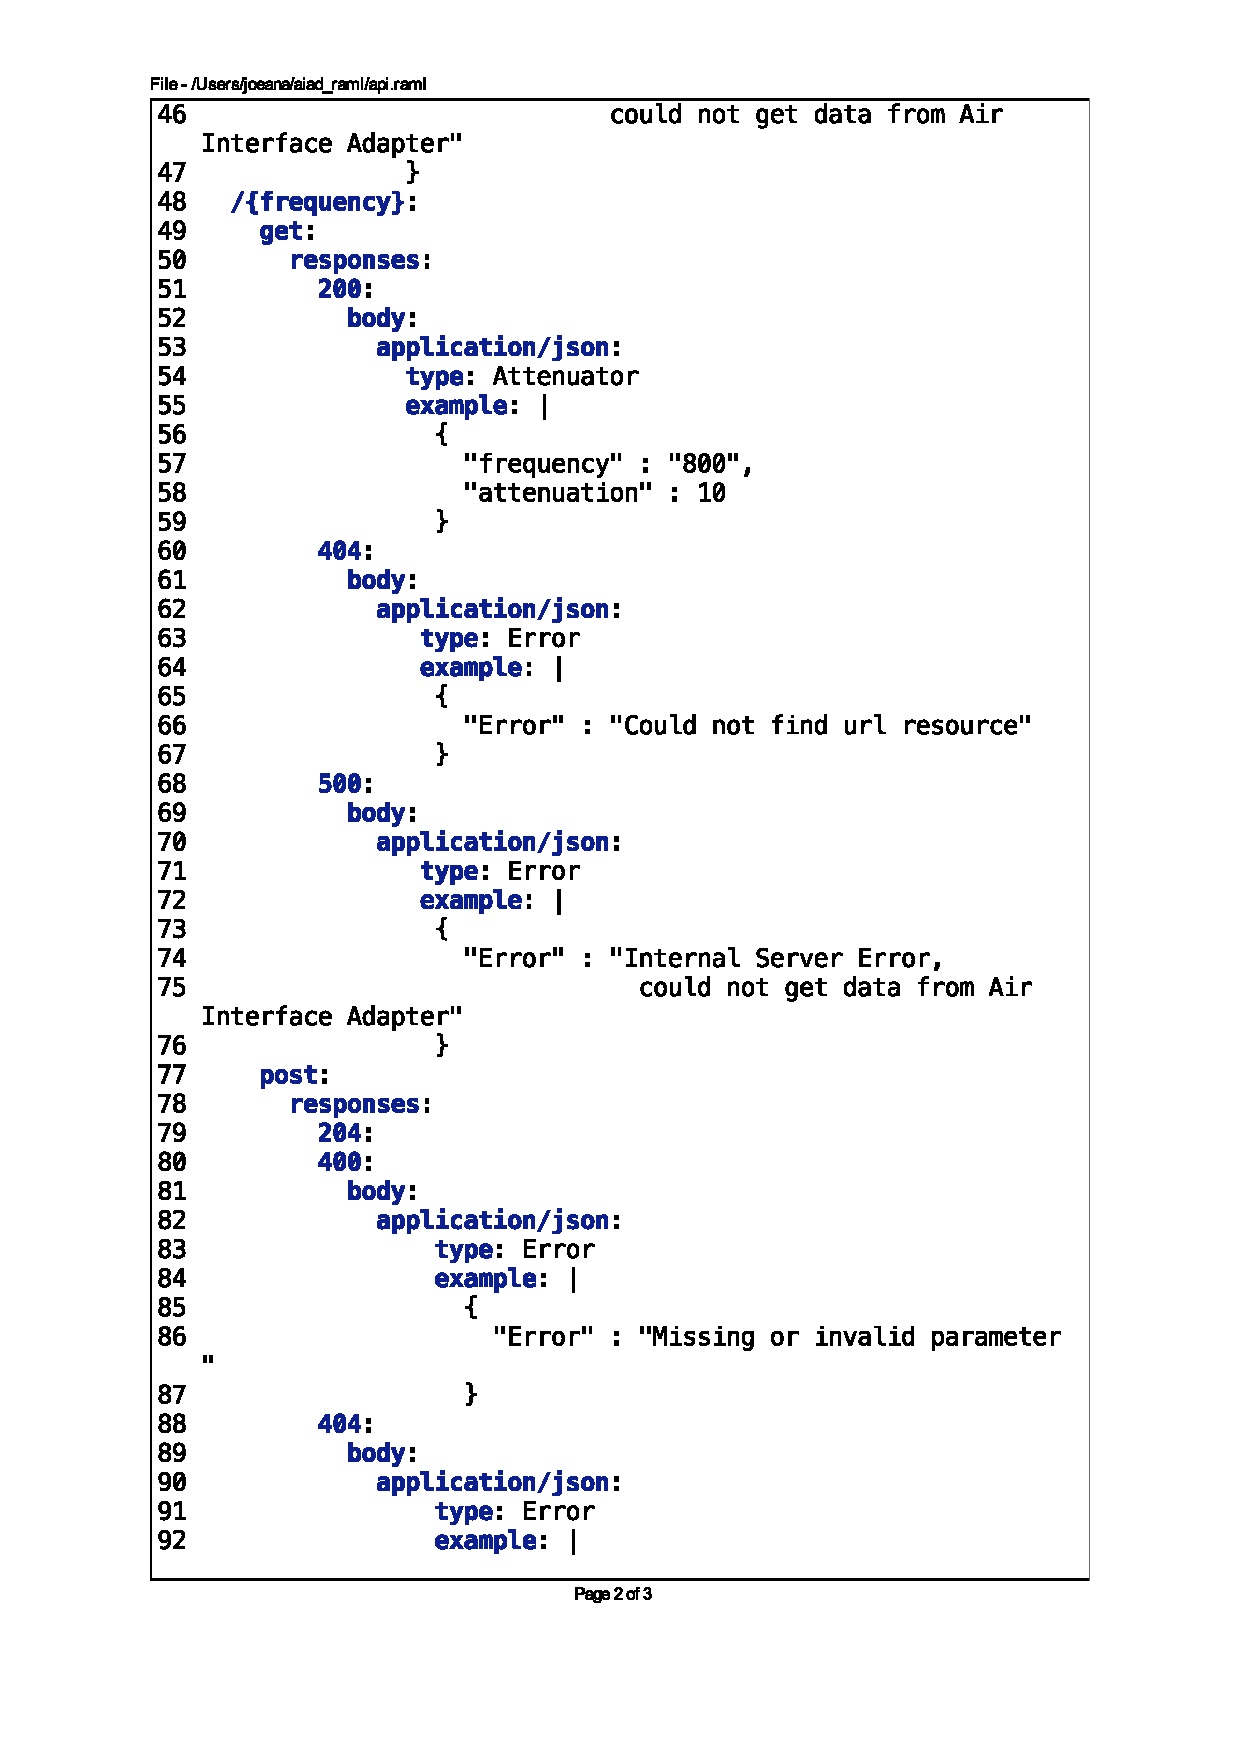 File - /Users/jceana/aiad_raml/api.raml
46                             could not get data from Air
   Interface Adapter"
47               }
48   /{frequency}:
49     get:
50       responses:
51         200:
52           body:
53             application/json:
54               type: Attenuator
55               example: |
56                 {
57                   "frequency" : "800",
58                   "attenuation" : 10
59                 }
60         404:
61           body:
62             application/json:
63                type: Error
64                example: |
65                 {
66                   "Error" : "Could not find url resource"
67                 }
68         500:
69           body:
70             application/json:
71                type: Error
72                example: |
73                 {
74                   "Error" : "Internal Server Error,
75                               could not get data from Air
   Interface Adapter"
76                 }
77     post:
78       responses:
79         204:
80         400:
81           body:
82             application/json:
83                 type: Error
84                 example: |
85                   {
86                     "Error" : "Missing or invalid parameter
   "
87                   }
88         404:
89           body:
90             application/json:
91                 type: Error
92                 example: |
Page 2 of 3